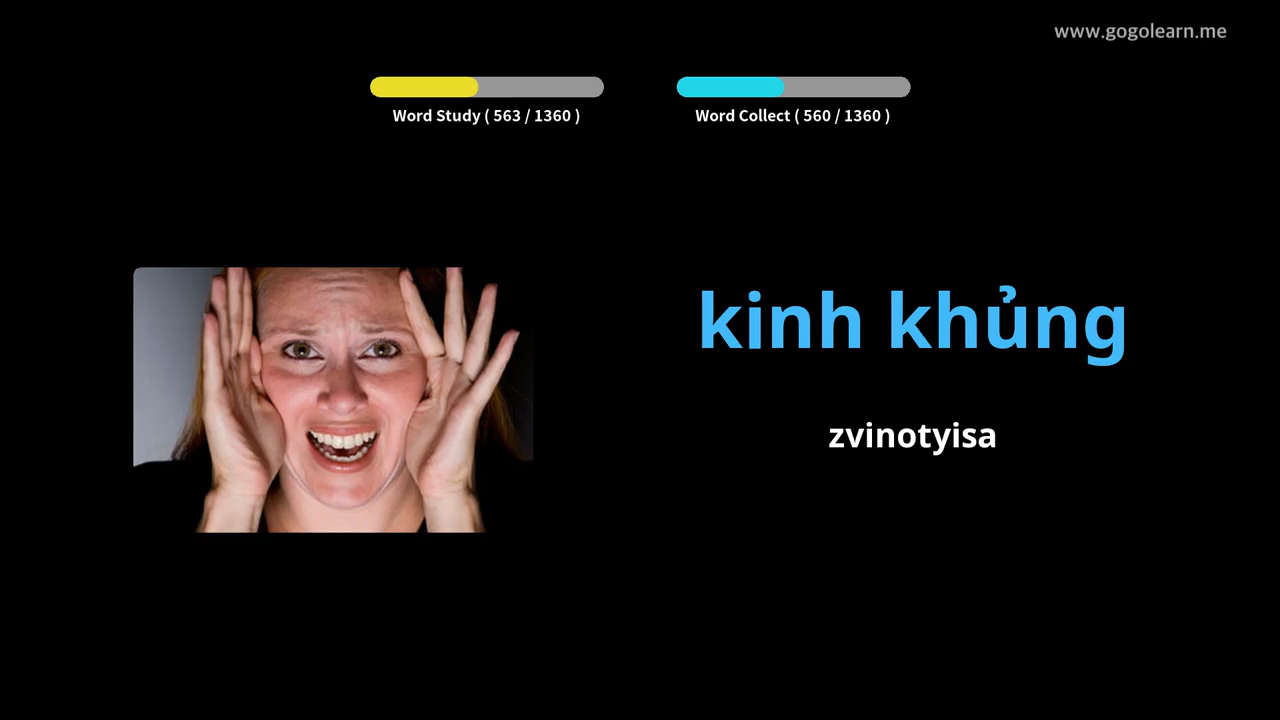 www.gogolearn.me
Word Study ( 563 / 1360 )
Word Collect ( 560 / 1360 )
kinh khủng
zvinotyisa